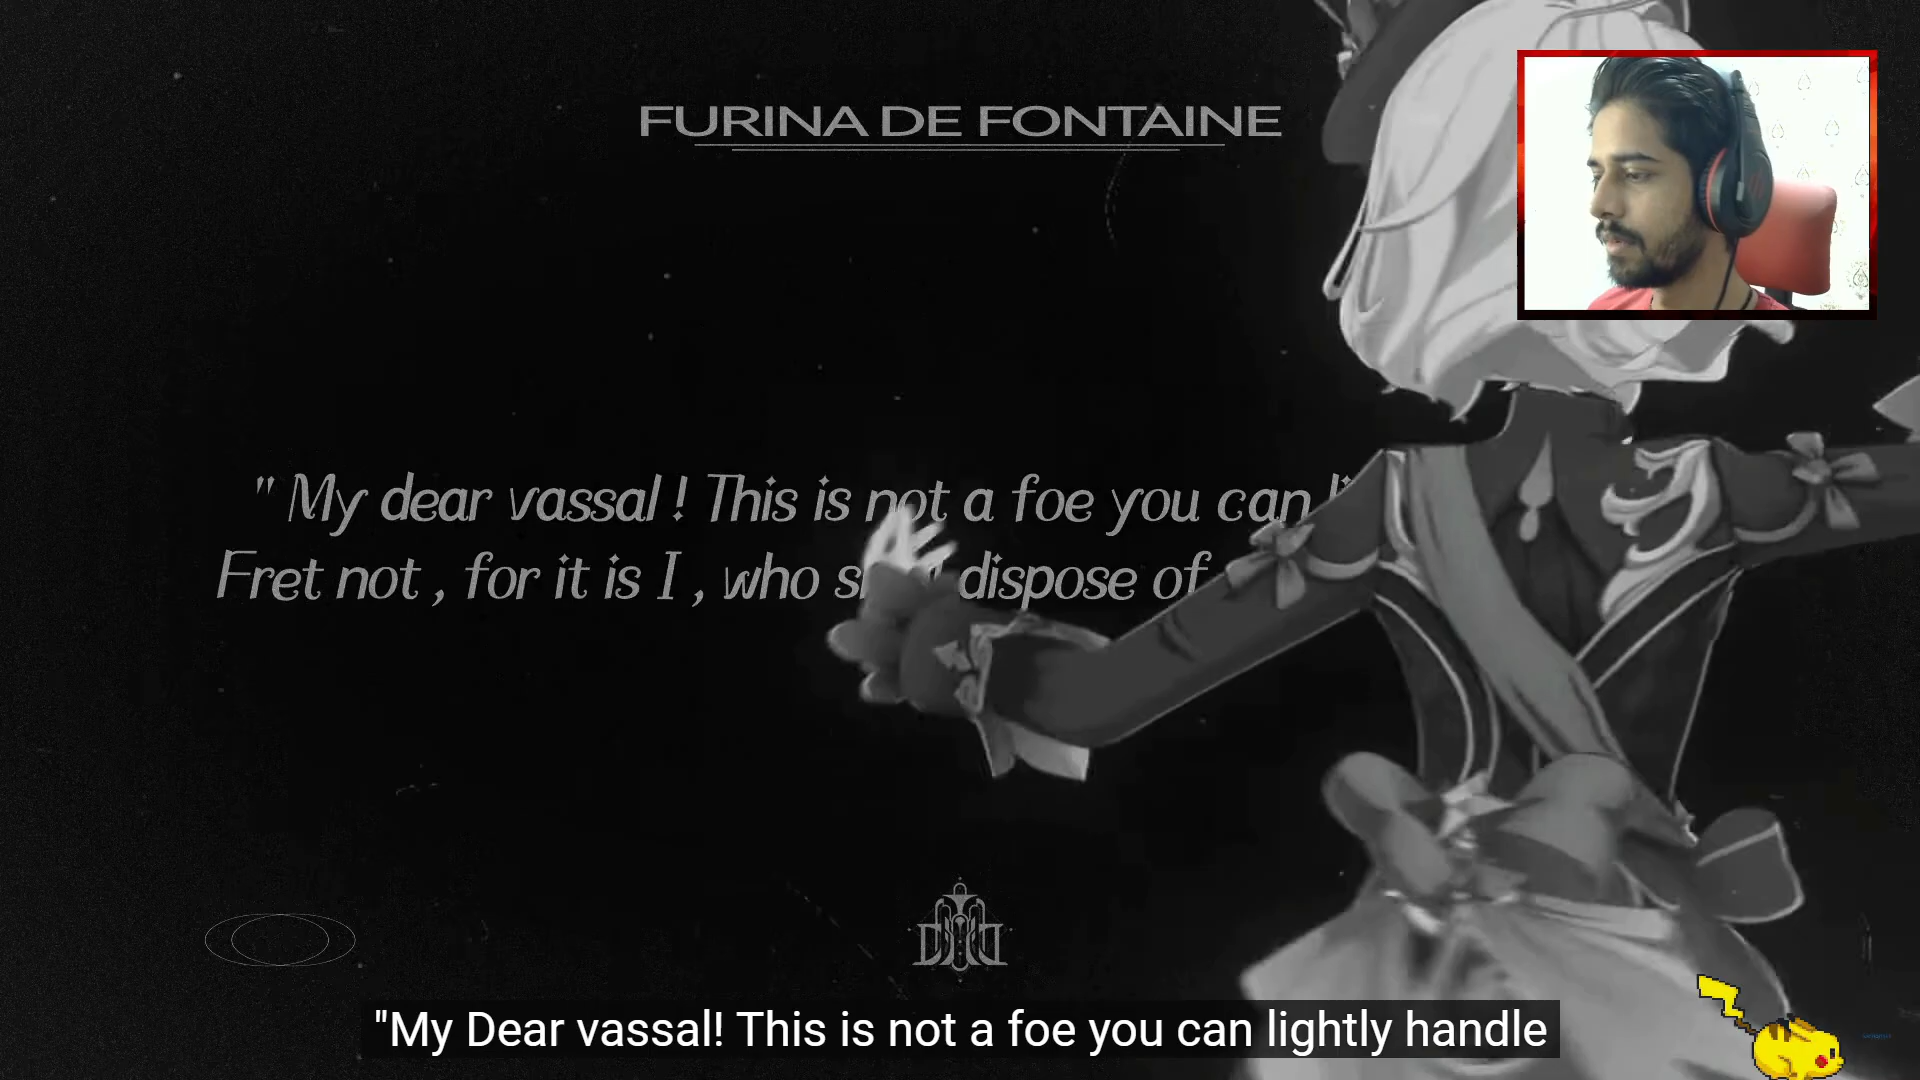 FURINA DE FONTAINE
" My dear vassal ! This is not a foe you can
Fret not , for it is I , who dispose of
"My Dear vassal! This is not a foe you can lightly handle